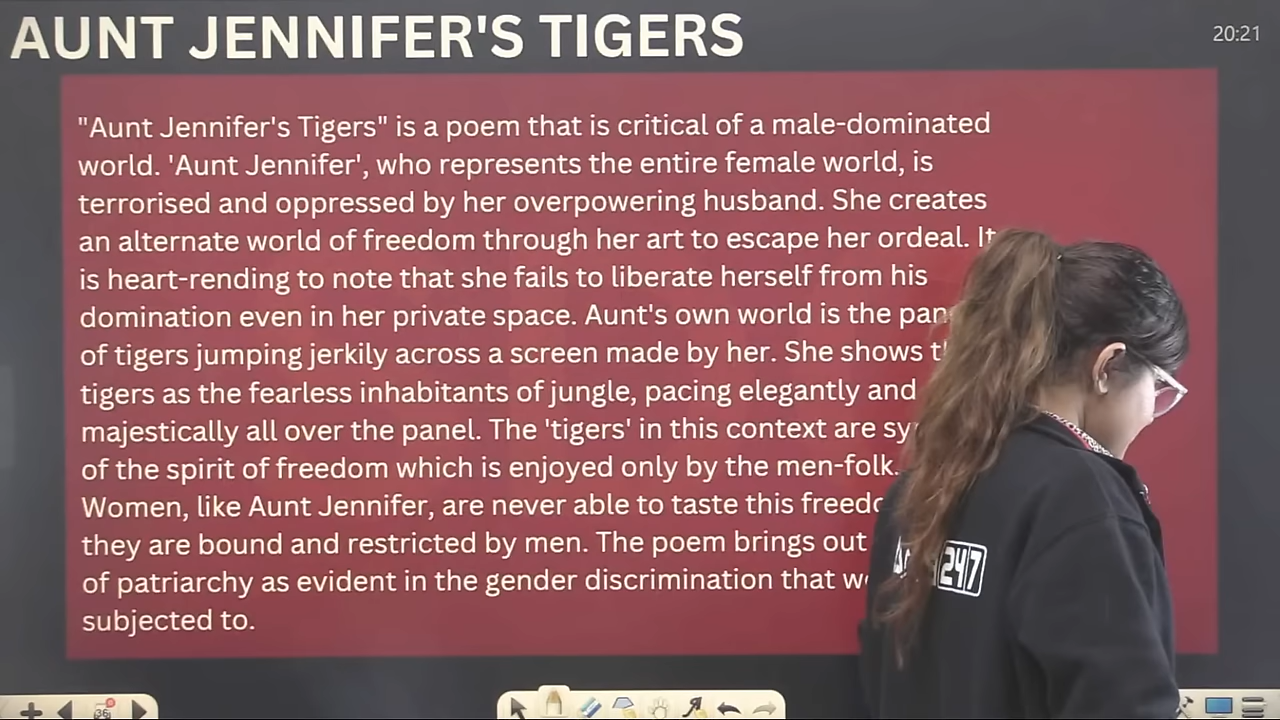 AUNT JENNIFER'S TIGERS
20:21
"Aunt Jennifer's Tigers" is a poem that is critical of a male-dominated
world. 'Aunt Jennifer', who represents the entire female world, is
terrorised and oppressed by her overpowering husband. She creates
an alternate world of freedom through her art to escape her ordeal. It
is heart-rending to note that she fails to liberate herself from his
domination even in her private space. Aunt's own world is the
of tigers jumping jerkily across a screen made by her. She shows
tigers as the fearless inhabitants of jungle, pacing elegantly and
majestically all over the panel. The 'tigers' in this context are
of the spirit of freedom which is enjoyed only by the men-folk.
Women, like Aunt Jennifer, are never able to taste this
they are bound and restricted by men. The poem brings out
of patriarchy as evident in the gender discrimination that
subjected to.
247
36